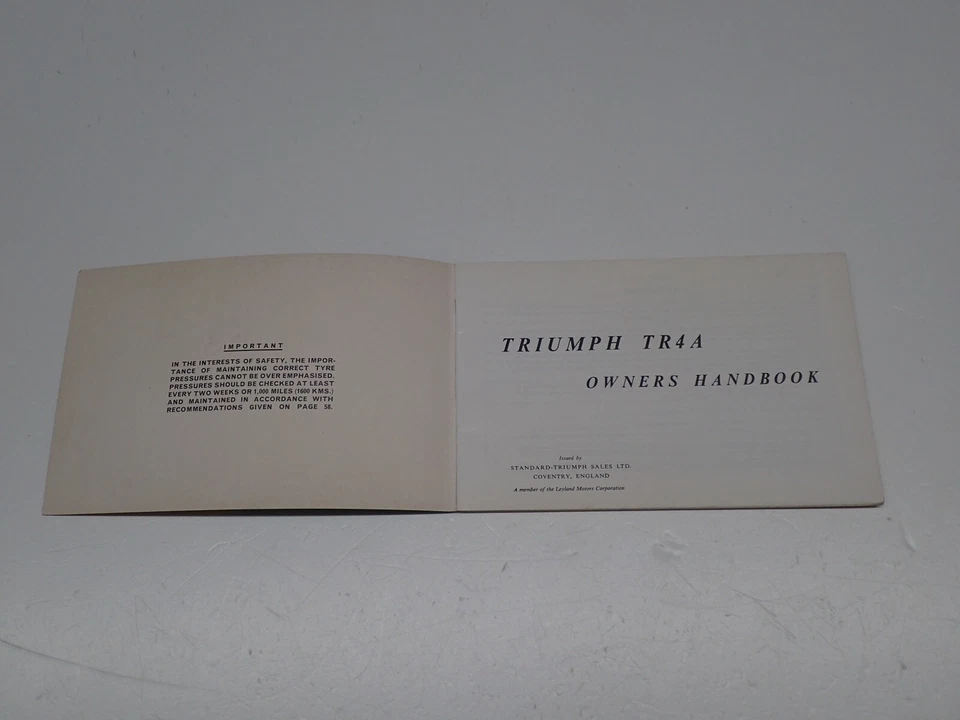 IMPORTANT
IN THE INTERESTS OF SAFETY, THE IMPOR-
TANCE OF MAINTAINING CORRECT TYRE
PRESSURES CANNOT BE OVER EMPHASISED.
PRESSURES SHOULD BE CHECKED AT LEAST
EVERY TWO WEEKS OR 1,000 MILES (1600 KMS.)
AND MAINTAINED IN ACCORDANCE WITH
RECOMMENDATIONS GIVEN ON PAGE 58.
TRIUMPH TR4A
OWNERS HANDBOOK
Issued by
STANDARD-TRIUMPH SALES LTD.
COVENTRY, ENGLAND
A member of the Leyland Motors Corporation